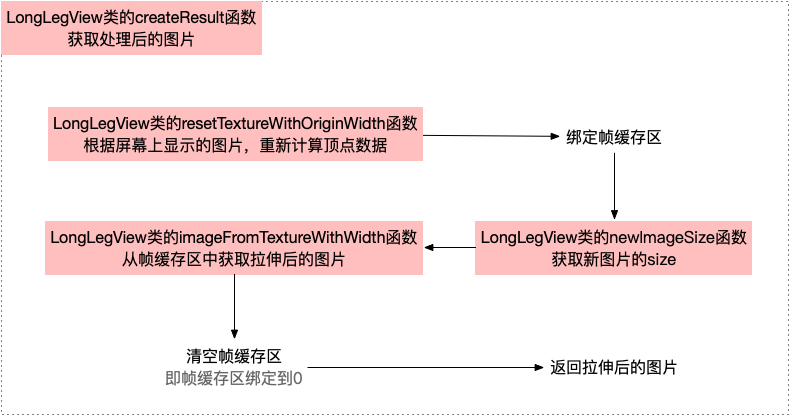 LongLegView类的createResult函数
获取处理后的图片
LongLegView类的resetTextureWithOriginWidth函数
根据屏幕上显示的图片，重新计算顶点数据
绑定帧缓存区
LongLegView类的imageFromTextureWithWidth函数
从帧缓存区中获取拉伸后的图片
LongLegView类的newImageSize函数
获取新图片的size
清空帧缓存区
即帧缓存区绑定到0
返回拉伸后的图片